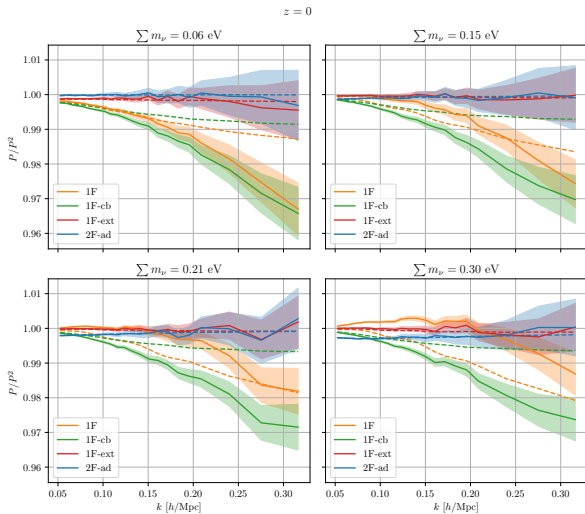 z = 0
∑ mν = 0.06 eV
∑ mν = 0.15 eV
1.01
1.00
0.99
0.98
0.97
0.96
P/P²
1F
1F-cb
1F-ext
2F-ad
1F
1F-cb
1F-ext
2F-ad
∑ mν = 0.21 eV
∑ mν = 0.30 eV
1.01
1.00
0.99
0.98
0.97
0.96
P/P²
1F
1F-cb
1F-ext
2F-ad
1F
1F-cb
1F-ext
2F-ad
0.05 0.10 0.15 0.20 0.25 0.30
0.05 0.10 0.15 0.20 0.25 0.30
k [h/Mpc]
k [h/Mpc]